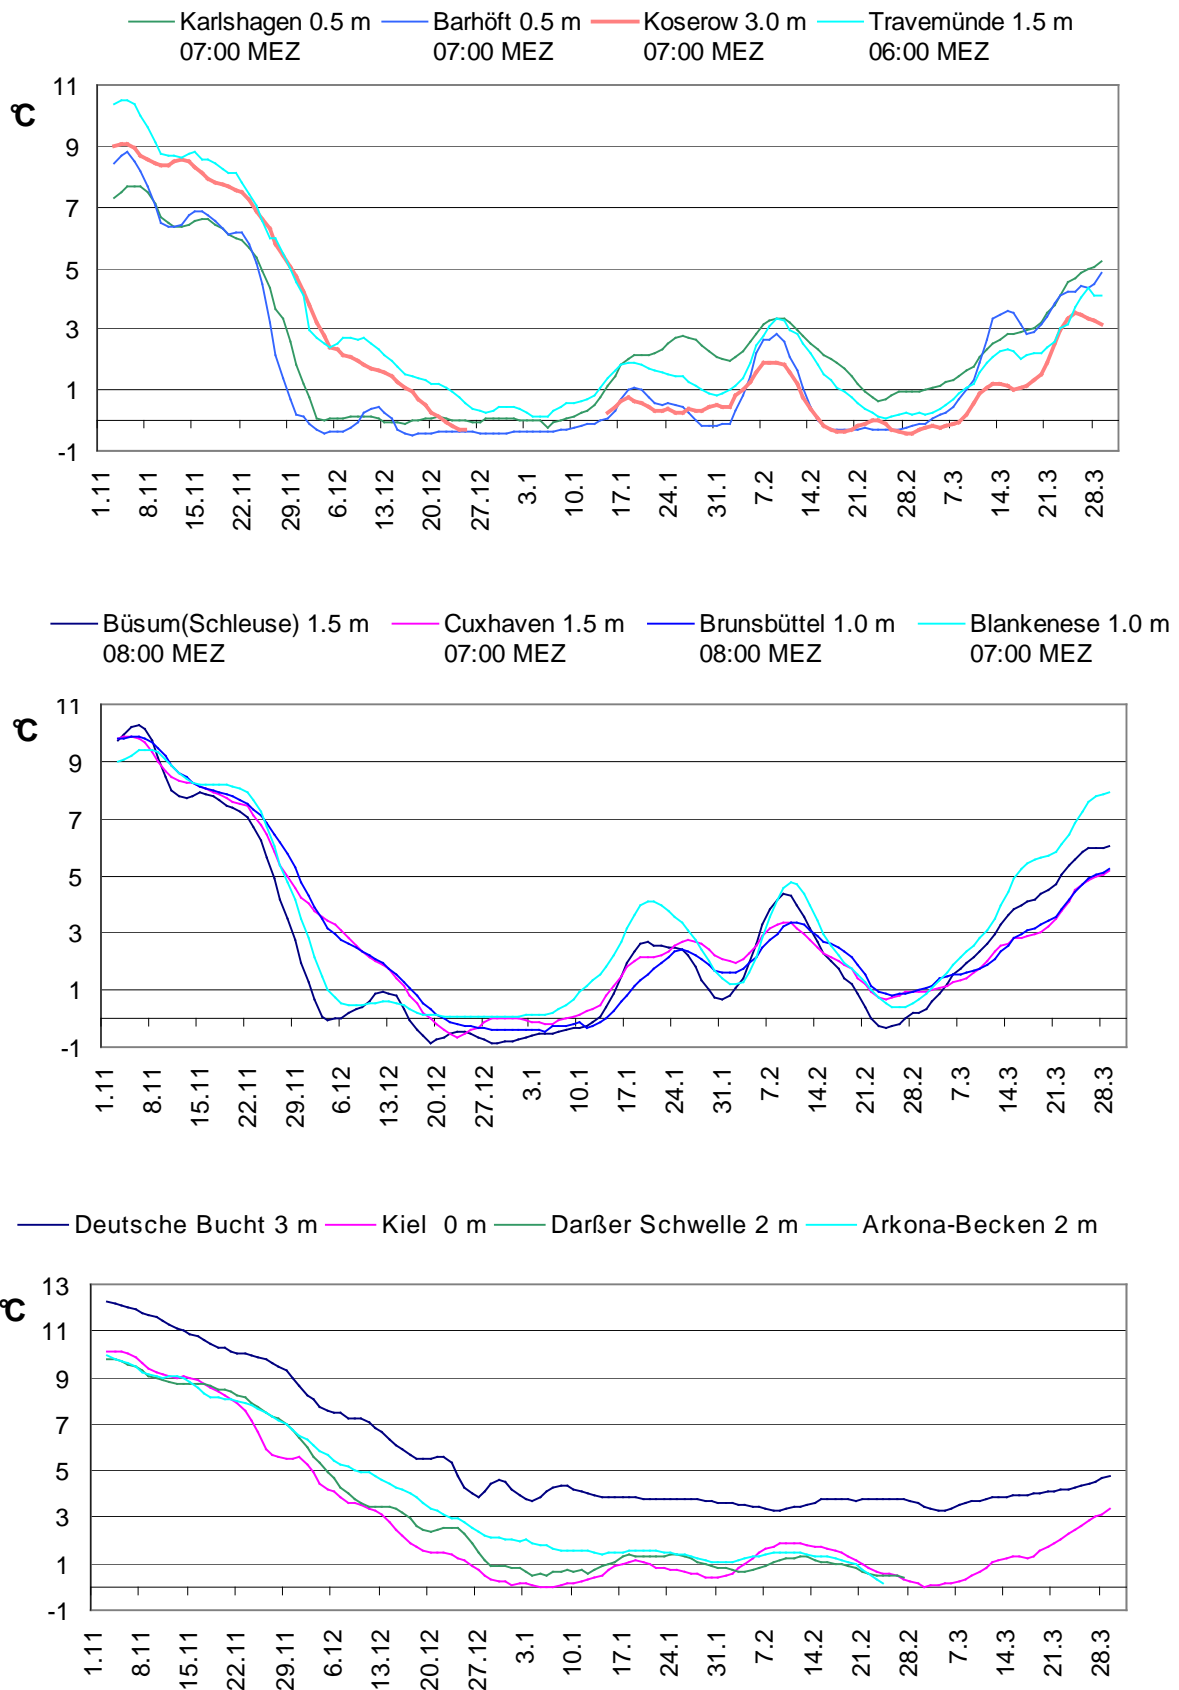 Karlshagen 0.5 m Barhöft 0.5 m Koserow 3.0 m Travemünde 1.5 m
07:00 MEZ 07:00 MEZ 07:00 MEZ 06:00 MEZ
°C
11
9
7
5
3
1
-1
1.11 8.11 15.11 22.11 29.11 6.12 13.12 20.12 27.12 3.1 10.1 17.1 24.1 31.1 7.2 14.2 21.2 28.2 7.3 14.3 21.3 28.3
Büsum(Schleuse) 1.5 m Cuxhaven 1.5 m Brunsbüttel 1.0 m Blankenese 1.0 m
08:00 MEZ 07:00 MEZ 08:00 MEZ 07:00 MEZ
°C
11
9
7
5
3
1
-1
1.11 8.11 15.11 22.11 29.11 6.12 13.12 20.12 27.12 3.1 10.1 17.1 24.1 31.1 7.2 14.2 21.2 28.2 7.3 14.3 21.3 28.3
Deutsche Bucht 3 m Kiel 0 m Darßer Schwelle 2 m Arkona-Becken 2 m
°C
13
11
9
7
5
3
1
-1
1.11 8.11 15.11 22.11 29.11 6.12 13.12 20.12 27.12 3.1 10.1 17.1 24.1 31.1 7.2 14.2 21.2 28.2 7.3 14.3 21.3 28.3